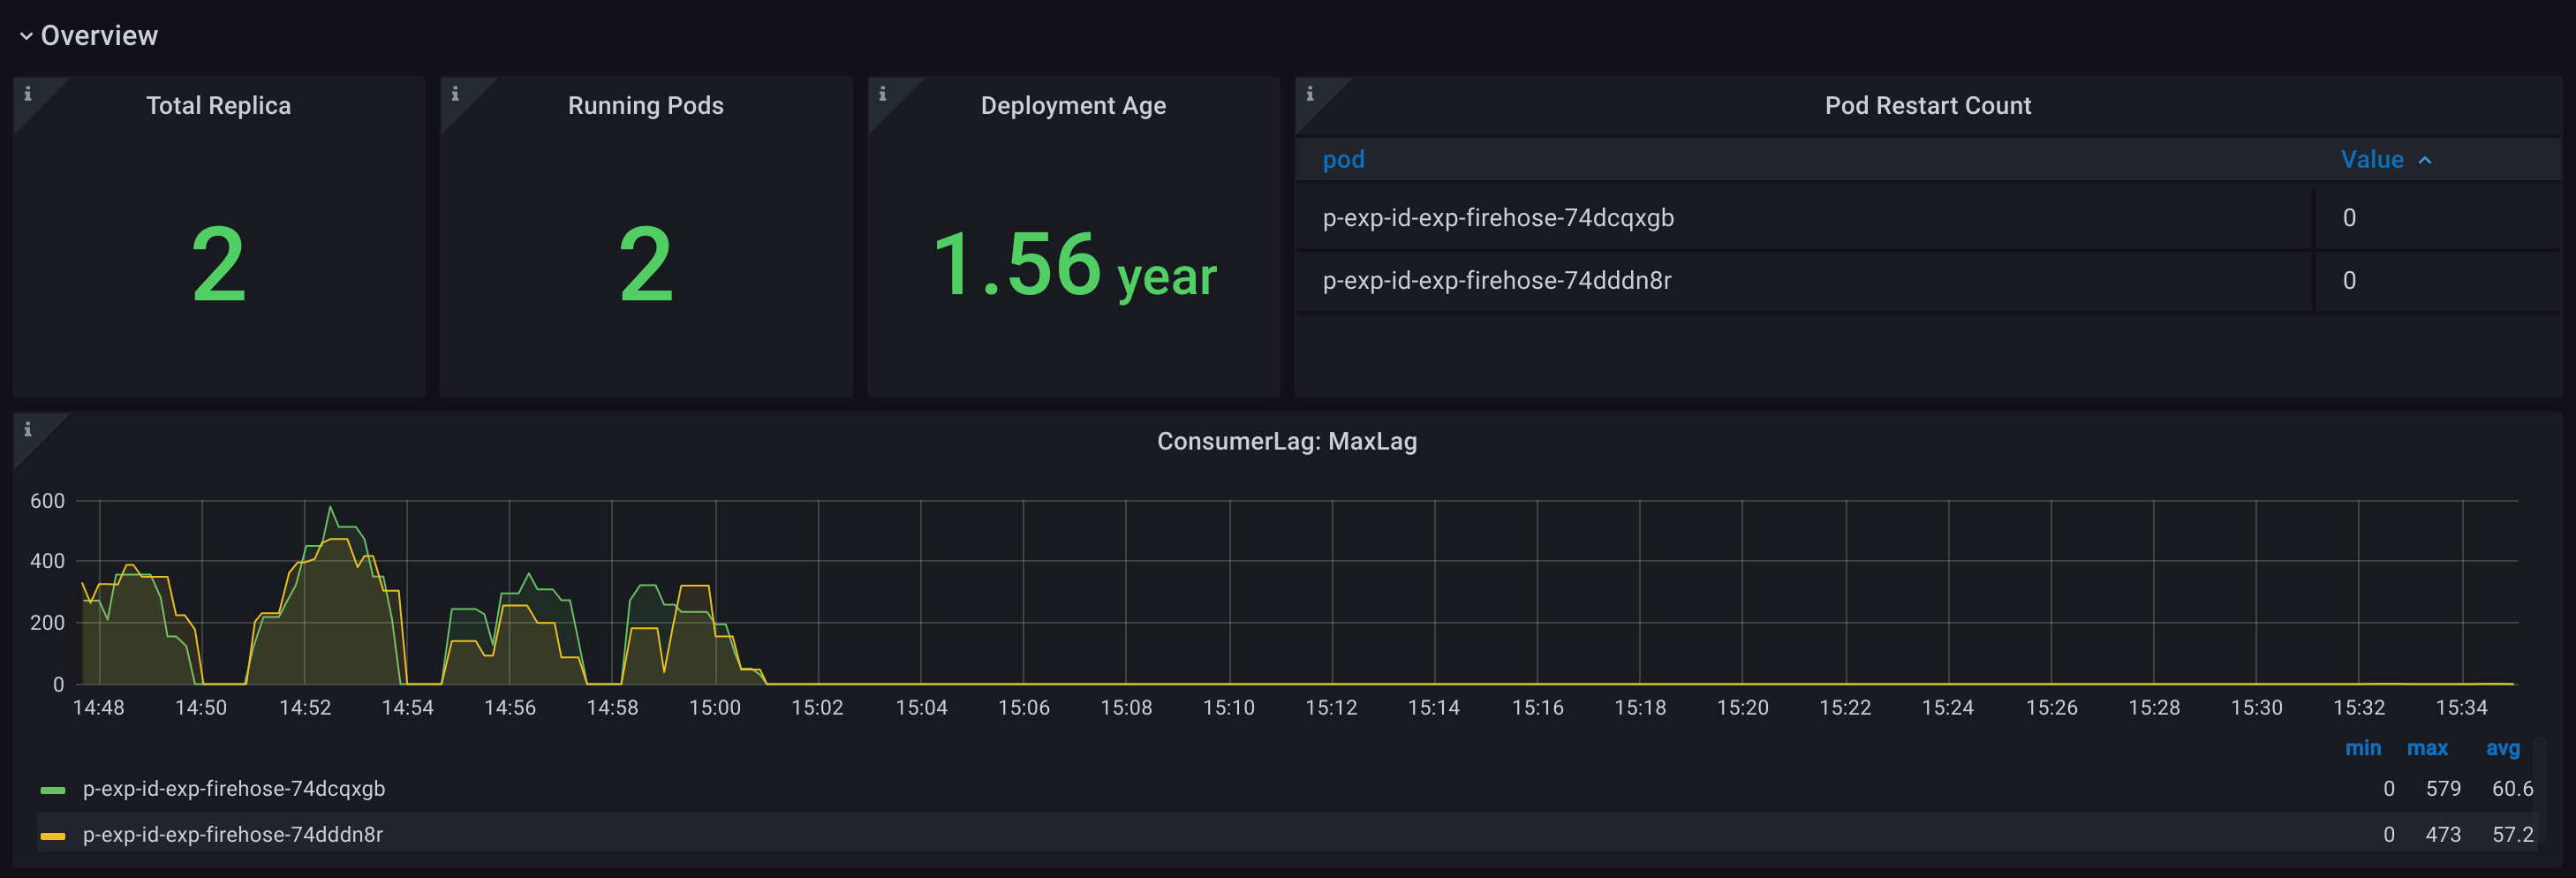 Overview
Total Replica
2
Running Pods
2
Deployment Age
1.56 year
Pod Restart Count
pod Value
p-exp-id-exp-firehose-74dcqxgb 0
p-exp-id-exp-firehose-74dddn8r 0
ConsumerLag: MaxLag
600
400
200
0
14:48 14:50 14:52 14:54 14:56 14:58 15:00 15:02 15:04 15:06 15:08 15:10 15:12 15:14 15:16 15:18 15:20 15:22 15:24 15:26 15:28 15:30 15:32 15:34
min max avg
p-exp-id-exp-firehose-74dcqxgb 0 579 60.6
p-exp-id-exp-firehose-74dddn8r 0 473 57.2